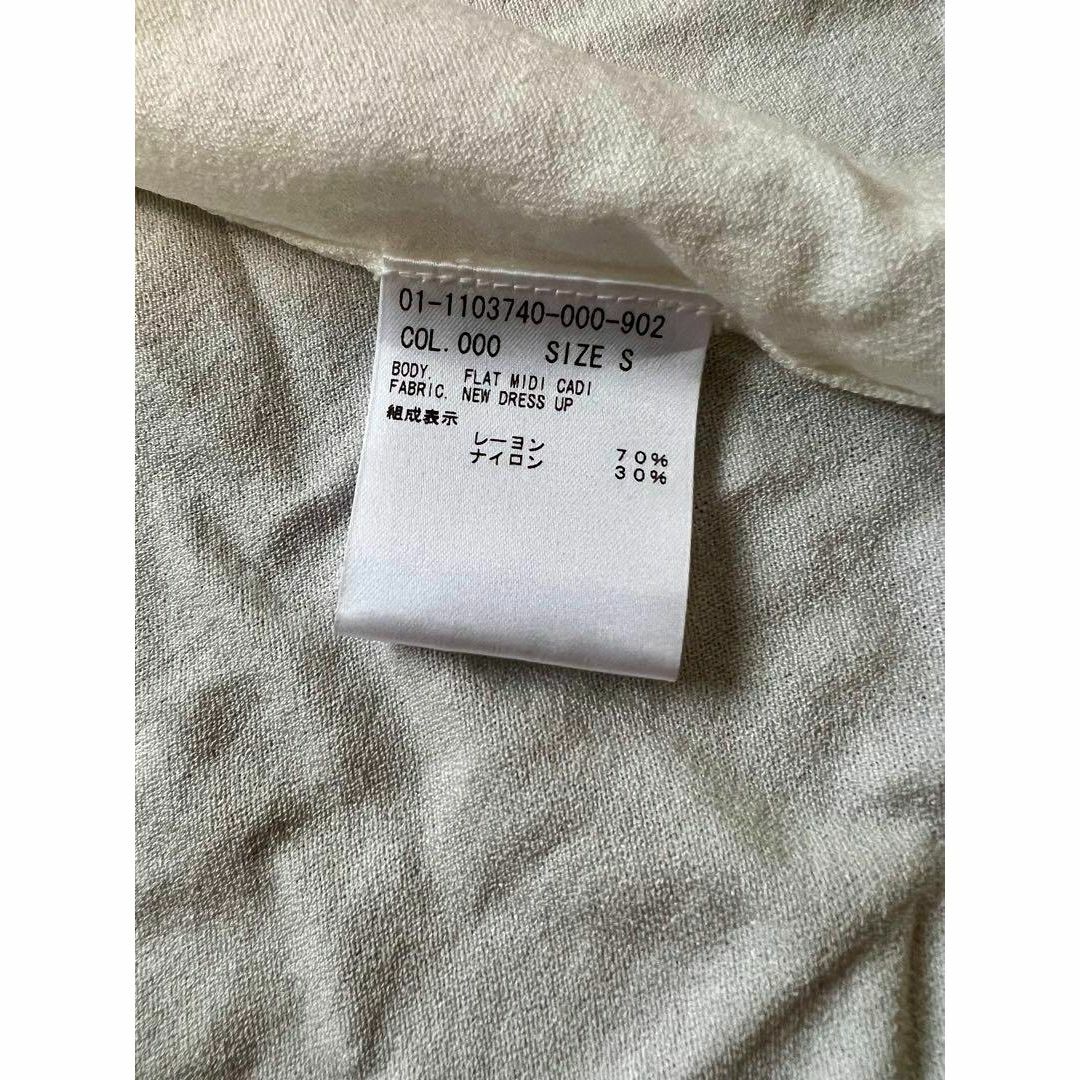 01-1103740-000-902
COL.000 SIZE S
BODY. FLAT MIDI CADI
FABRIC. NEW DRESS UP
組成表示
レーヨン 70%
ナイロン 30%